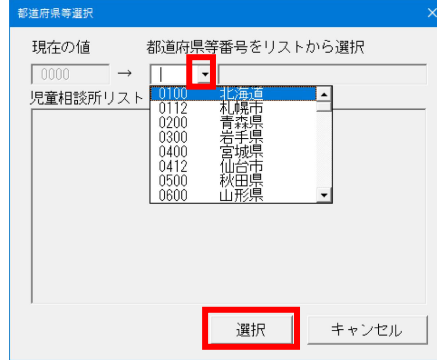 都道府県等選択
現在の値 都道府県等番号をリストから選択
0000 →
児童相談所リスト
0100 北海道
0112 札幌市
0200 青森県
0300 岩手県
0400 宮城県
0412 仙台市
0500 秋田県
0600 山形県
選択 キャンセル